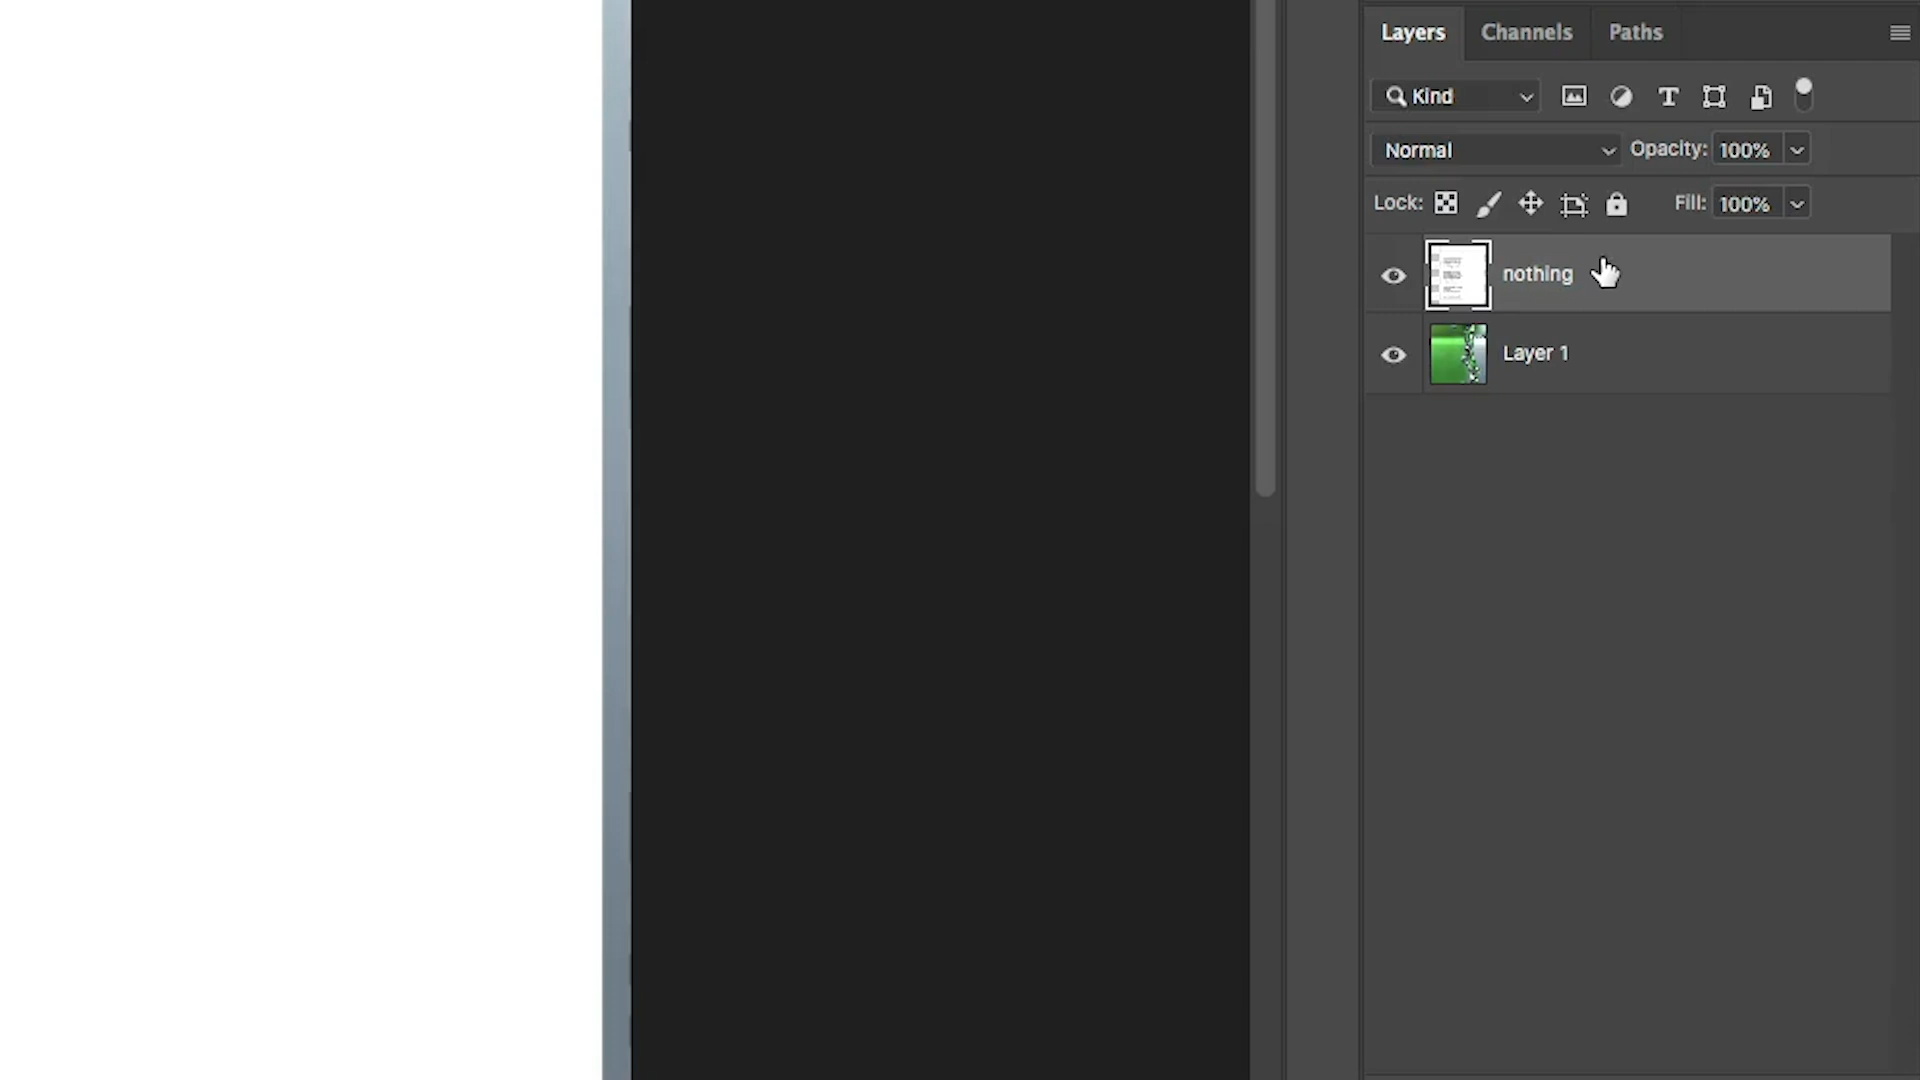 Layers Channels Paths
Kind
Normal Opacity: 100%
Lock: Fill: 100%
nothing
Layer 1